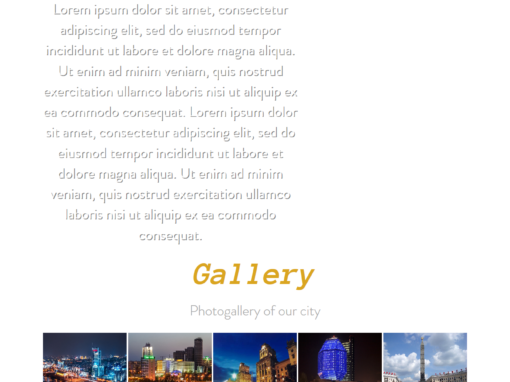 Lorem ipsum dolor sit amet, consectetur
adipiscing elit, sed do eiusmod tempor
incididunt ut labore et dolore magna aliqua.
Ut enim ad minim veniam, quis nostrud
exercitation ullamco laboris nisi ut aliquip ex
ea commodo consequat. Lorem ipsum dolor
sit amet, consectetur adipiscing elit, sed do
eiusmod tempor incididunt ut labore et
dolore magna aliqua. Ut enim ad minim
veniam, quis nostrud exercitation ullamco
laboris nisi ut aliquip ex ea commodo
consequat.
Gallery
Photogallery of our city